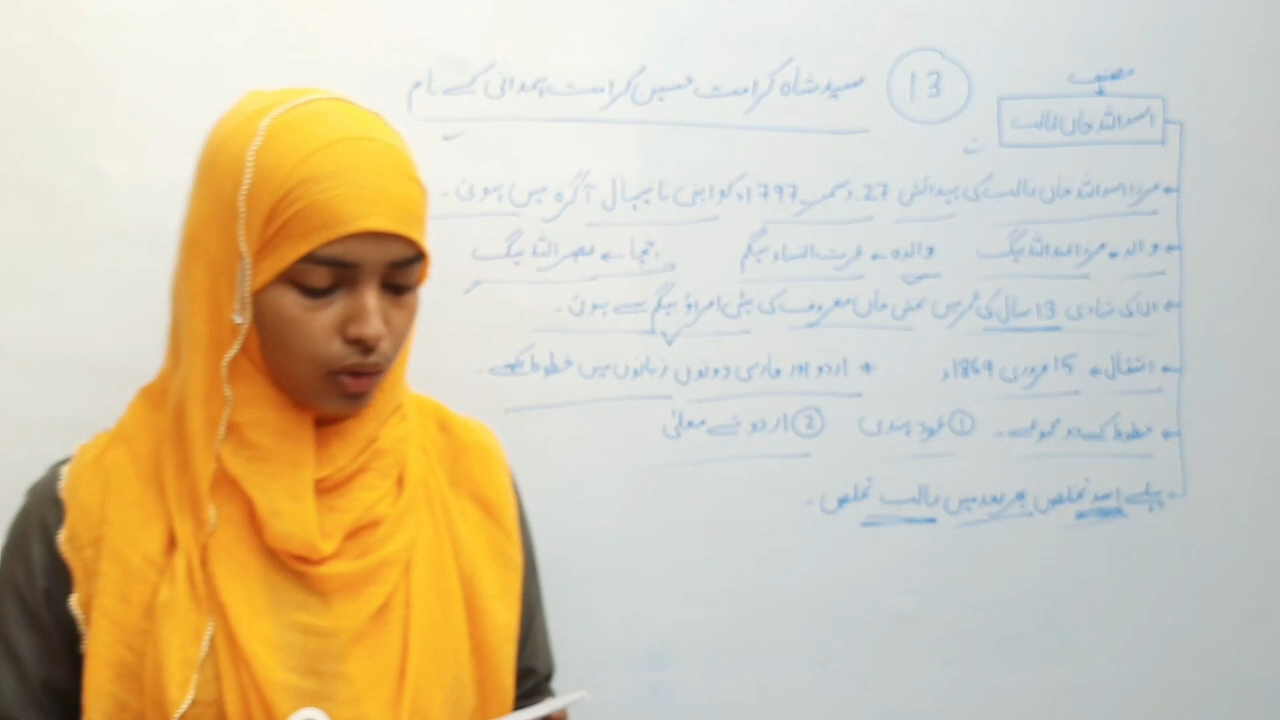 مصنف
13 سید شاہ کرامت حسین کرامت ہمدانی کے نام
اسد اللہ خاں غالب
مرزا اسد اللہ خاں غالب کی پیدائش 27 دسمبر 1797ء کو اپنی نانیہال آگرہ میں ہوئی۔
والد - مرزا عبداللہ بیگ والدہ - عزت النساء بیگم چچا - نصر اللہ بیگ
ان کی شادی 13 سال کی عمر میں الٰہی بخش خاں معروف کی بیٹی امراؤ بیگم سے ہوئی۔
انتقال - 15 فروری 1869ء * اردو اور فارسی دونوں زبانوں میں خطوط لکھے۔
خطوط کے دو مجموعے - ① عود ہندی ② اردوئے معلیٰ
پہلے اسد تخلص پھر بعد میں غالب تخلص -